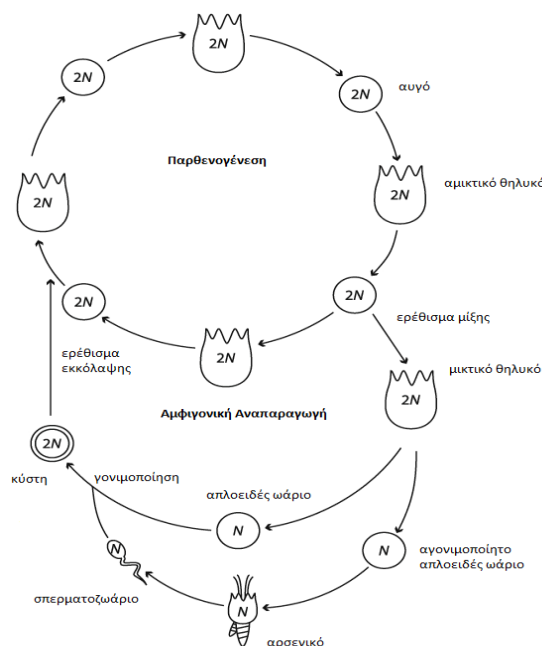 2N
2N
2N
αυγό
Παρθενογένεση
2N
αμικτικό θηλυκό
2N
2N
2N
ερέθισμα μίξης
2N
ερέθισμα
εκκόλαψης
μικτικό θηλυκό
2N
Αμφιγονική Αναπαραγωγή
2N
κύστη
γονιμοποίηση
απλοειδές ωάριο
N
N
αγονιμοποίητο
απλοειδές ωάριο
N
σπερματοζωάριο
N
αρσενικό